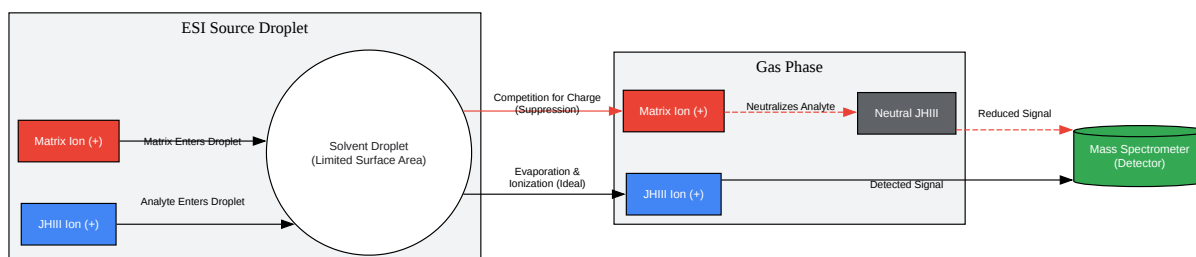 ESI Source Droplet
Gas Phase
Competition for Charge
(Suppression)
Matrix Ion (+)
Neutralizes Analyte
Neutral JHIII
Reduced Signal
Matrix Ion (+)
Matrix Enters Droplet
Solvent Droplet
(Limited Surface Area)
Mass Spectrometer
(Detector)
Evaporation &
Ionization (Ideal)
JHIII Ion (+)
Detected Signal
Analyte Enters Droplet
JHIII Ion (+)